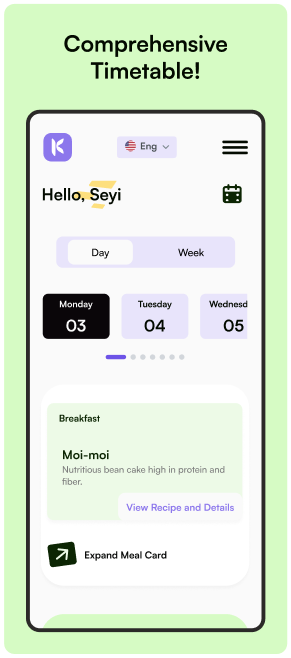 Comprehensive
Timetable!
Eng
Hello, Seyi
Day Week
Monday Tuesday Wednesd
03 04 05
Breakfast
Moi-moi
Nutritious bean cake high in protein and
fiber.
View Recipe and Details
Expand Meal Card